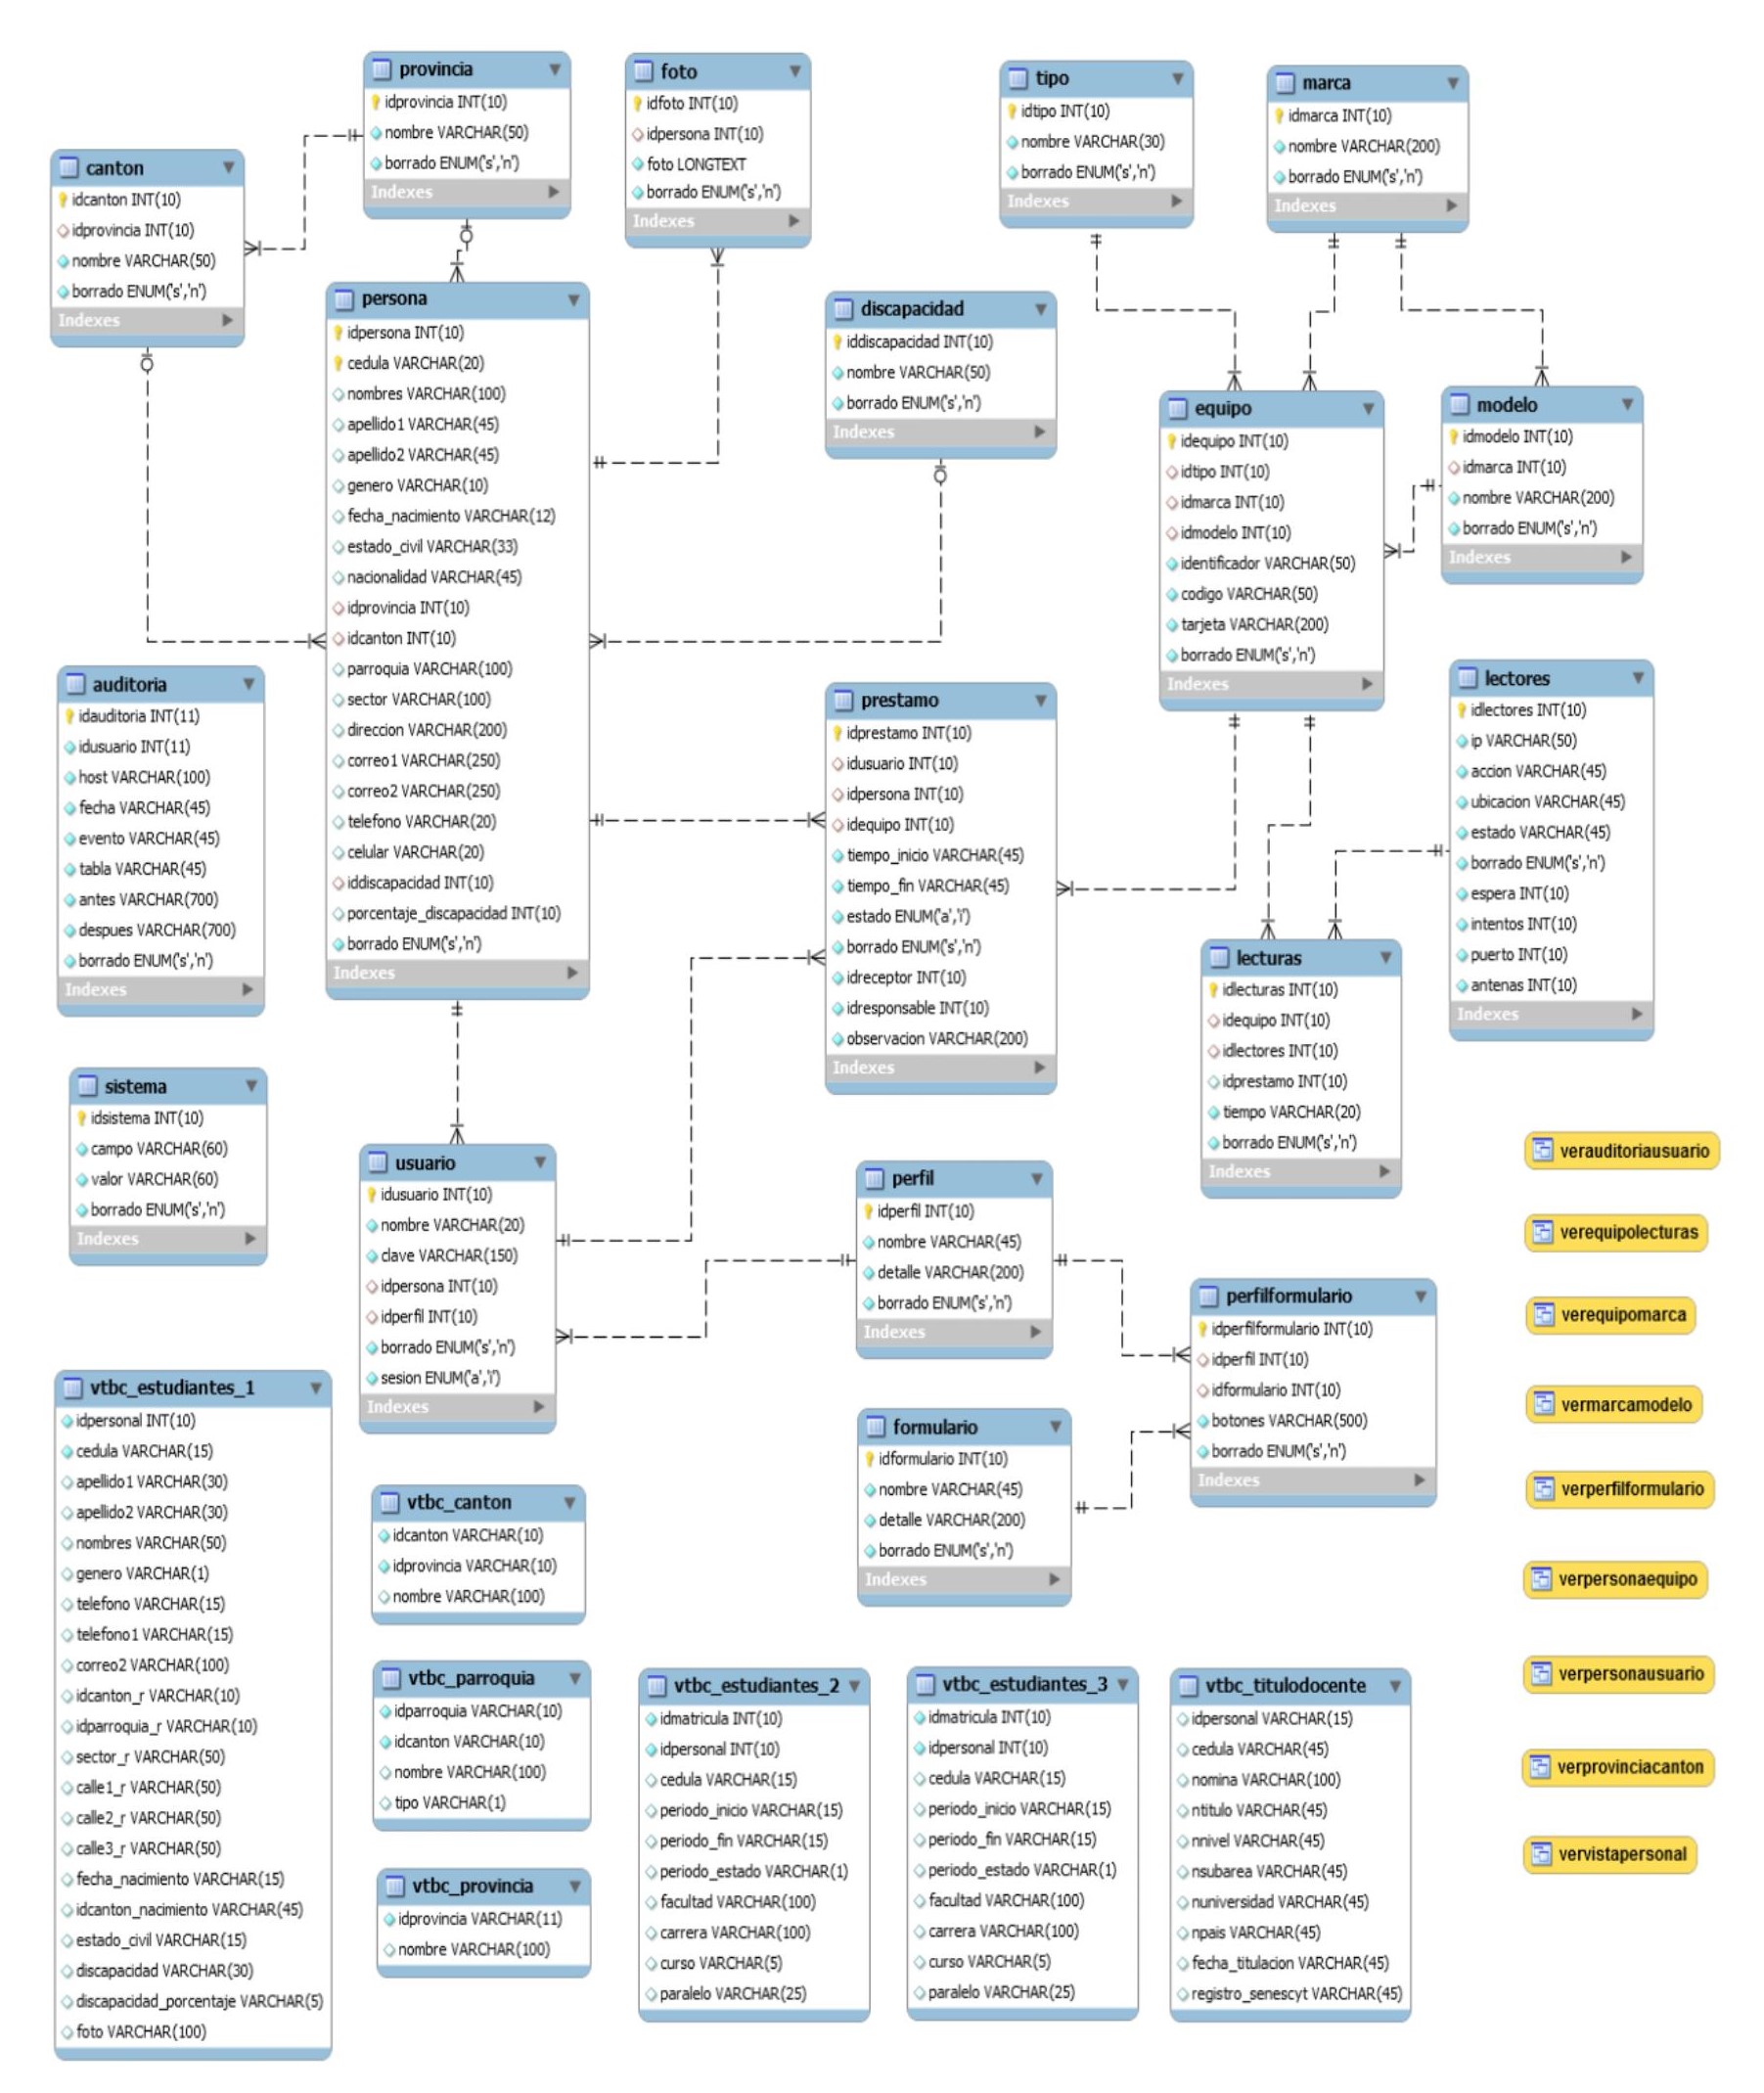 provincia
idprovincia INT(10)
nombre VARCHAR(50)
borrado ENUM('s','n')
Indexes
foto
idfoto INT(10)
idpersona INT(10)
foto LONGTEXT
borrado ENUM('s','n')
Indexes
tipo
idtipo INT(10)
nombre VARCHAR(30)
borrado ENUM('s','n')
Indexes
marca
idmarca INT(10)
nombre VARCHAR(200)
borrado ENUM('s','n')
Indexes
canton
idcanton INT(10)
idprovincia INT(10)
nombre VARCHAR(50)
borrado ENUM('s','n')
Indexes
persona
idpersona INT(10)
cedula VARCHAR(20)
nombres VARCHAR(100)
apellido1 VARCHAR(45)
apellido2 VARCHAR(45)
genero VARCHAR(10)
fecha_nacimiento VARCHAR(12)
estado_civil VARCHAR(33)
nacionalidad VARCHAR(45)
idprovincia INT(10)
idcanton INT(10)
parroquia VARCHAR(100)
sector VARCHAR(100)
direccion VARCHAR(200)
correo1 VARCHAR(250)
correo2 VARCHAR(250)
telefono VARCHAR(20)
celular VARCHAR(20)
iddiscapacidad INT(10)
porcentaje_discapacidad INT(10)
borrado ENUM('s','n')
Indexes
discapacidad
iddiscapacidad INT(10)
nombre VARCHAR(50)
borrado ENUM('s','n')
Indexes
equipo
idequipo INT(10)
idtipo INT(10)
idmarca INT(10)
idmodelo INT(10)
identificador VARCHAR(50)
codigo VARCHAR(50)
tarjeta VARCHAR(200)
borrado ENUM('s','n')
Indexes
modelo
idmodelo INT(10)
idmarca INT(10)
nombre VARCHAR(200)
borrado ENUM('s','n')
Indexes
auditoria
idauditoria INT(11)
idusuario INT(11)
host VARCHAR(100)
fecha VARCHAR(45)
evento VARCHAR(45)
tabla VARCHAR(45)
antes VARCHAR(700)
despues VARCHAR(700)
borrado ENUM('s','n')
Indexes
prestamo
idprestamo INT(10)
idusuario INT(10)
idpersona INT(10)
idequipo INT(10)
tiempo_inicio VARCHAR(45)
tiempo_fin VARCHAR(45)
estado ENUM('a','i')
borrado ENUM('s','n')
idreceptor INT(10)
idresponsable INT(10)
observacion VARCHAR(200)
Indexes
lectores
idlectores INT(10)
ip VARCHAR(50)
accion VARCHAR(45)
ubicacion VARCHAR(45)
estado VARCHAR(45)
borrado ENUM('s','n')
espera INT(10)
intentos INT(10)
puerto INT(10)
antenas INT(10)
Indexes
lecturas
idlecturas INT(10)
idequipo INT(10)
idlectores INT(10)
idprestamo INT(10)
tiempo VARCHAR(20)
borrado ENUM('s','n')
Indexes
sistema
idsistema INT(10)
campo VARCHAR(60)
valor VARCHAR(60)
borrado ENUM('s','n')
Indexes
usuario
idusuario INT(10)
nombre VARCHAR(20)
clave VARCHAR(150)
idpersona INT(10)
idperfil INT(10)
borrado ENUM('s','n')
sesion ENUM('a','i')
Indexes
perfil
idperfil INT(10)
nombre VARCHAR(45)
detalle VARCHAR(200)
borrado ENUM('s','n')
Indexes
perfilformulario
idperfilformulario INT(10)
idperfil INT(10)
idformulario INT(10)
botones VARCHAR(500)
borrado ENUM('s','n')
Indexes
formulario
idformulario INT(10)
nombre VARCHAR(45)
detalle VARCHAR(200)
borrado ENUM('s','n')
Indexes
verauditoriausuario
verequipolecturas
verequipomarca
vermarcamodelo
verperfilformulario
verpersonaequipo
verpersonausuario
verprovinciacanton
vervistapersonal
vtbc_estudiantes_1
idpersonal INT(10)
cedula VARCHAR(15)
apellido1 VARCHAR(30)
apellido2 VARCHAR(30)
nombres VARCHAR(50)
genero VARCHAR(1)
telefono VARCHAR(15)
telefono1 VARCHAR(15)
correo2 VARCHAR(100)
idcanton_r VARCHAR(10)
idparroquia_r VARCHAR(10)
sector_r VARCHAR(50)
calle1_r VARCHAR(50)
calle2_r VARCHAR(50)
calle3_r VARCHAR(50)
fecha_nacimiento VARCHAR(15)
idcanton_nacimiento VARCHAR(45)
estado_civil VARCHAR(15)
discapacidad VARCHAR(30)
discapacidad_porcentaje VARCHAR(5)
foto VARCHAR(100)
vtbc_canton
idcanton VARCHAR(10)
idprovincia VARCHAR(10)
nombre VARCHAR(100)
vtbc_parroquia
idparroquia VARCHAR(10)
idcanton VARCHAR(10)
nombre VARCHAR(100)
tipo VARCHAR(1)
vtbc_provincia
idprovincia VARCHAR(11)
nombre VARCHAR(100)
vtbc_estudiantes_2
idmatricula INT(10)
idpersonal INT(10)
cedula VARCHAR(15)
periodo_inicio VARCHAR(15)
periodo_fin VARCHAR(15)
periodo_estado VARCHAR(1)
facultad VARCHAR(100)
carrera VARCHAR(100)
curso VARCHAR(5)
paralelo VARCHAR(25)
vtbc_estudiantes_3
idmatricula INT(10)
idpersonal INT(10)
cedula VARCHAR(15)
periodo_inicio VARCHAR(15)
periodo_fin VARCHAR(15)
periodo_estado VARCHAR(1)
facultad VARCHAR(100)
carrera VARCHAR(100)
curso VARCHAR(5)
paralelo VARCHAR(25)
vtbc_titulodocente
idpersonal VARCHAR(15)
cedula VARCHAR(45)
nomina VARCHAR(100)
ntitulo VARCHAR(45)
nnivel VARCHAR(45)
nsubarea VARCHAR(45)
nuniversidad VARCHAR(45)
npais VARCHAR(45)
fecha_titulacion VARCHAR(45)
registro_senescyt VARCHAR(45)